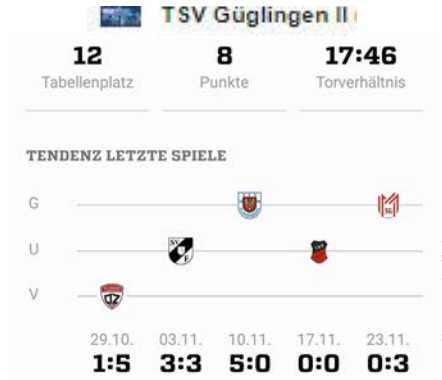 TSV Güglingen II
12 8 17:46
Tabellenplatz Punkte Torverhältnis
TENDENZ LETZTE SPIELE
G
U
V
29.10. 03.11. 10.11. 17.11. 23.11.
1:5 3:3 5:0 0:0 0:3